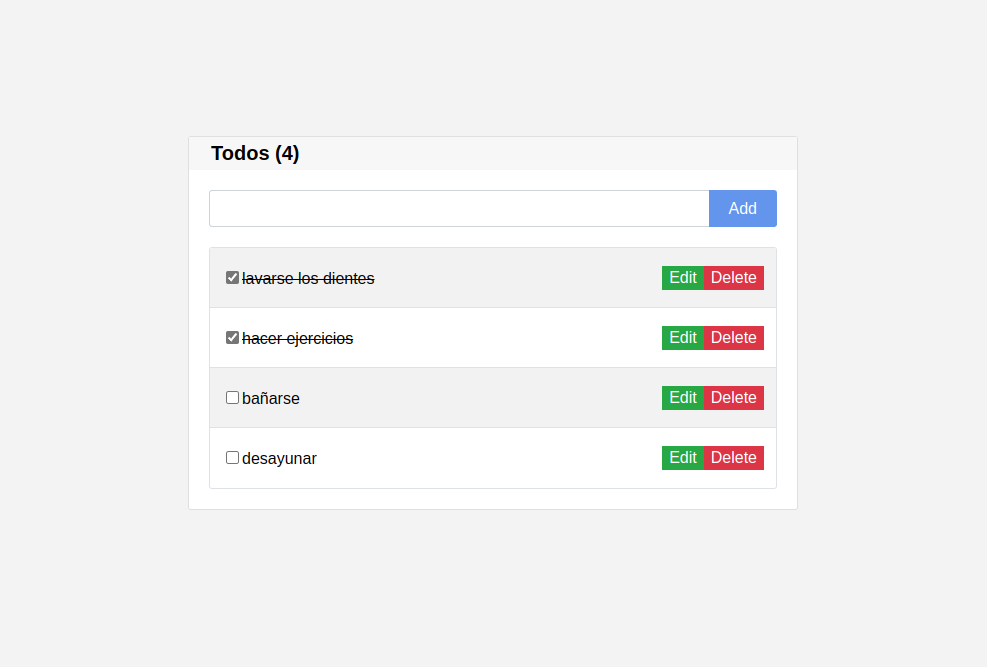 Todos (4)
Add
lavarse los dientes Edit Delete
hacer ejercicios Edit Delete
bañarse Edit Delete
desayunar Edit Delete